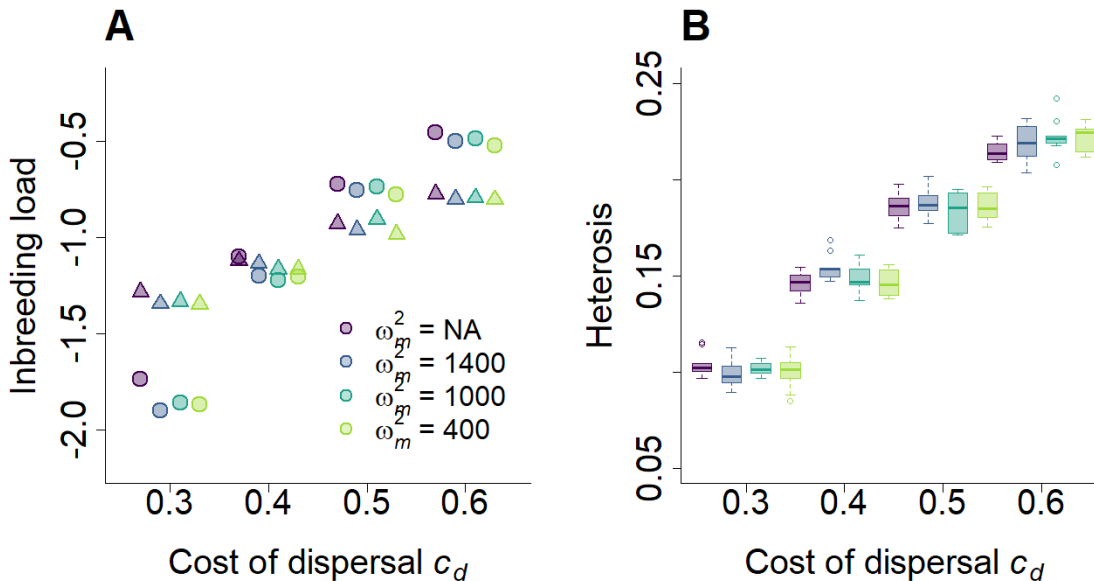 A
Inbreeding load
-0.5
-1.0
-1.5
-2.0
ω²m = NA
ω²m = 1400
ω²m = 1000
ω²m = 400
0.3 0.4 0.5 0.6
Cost of dispersal cd
B
Heterosis
0.25
0.15
0.05
0.3 0.4 0.5 0.6
Cost of dispersal cd